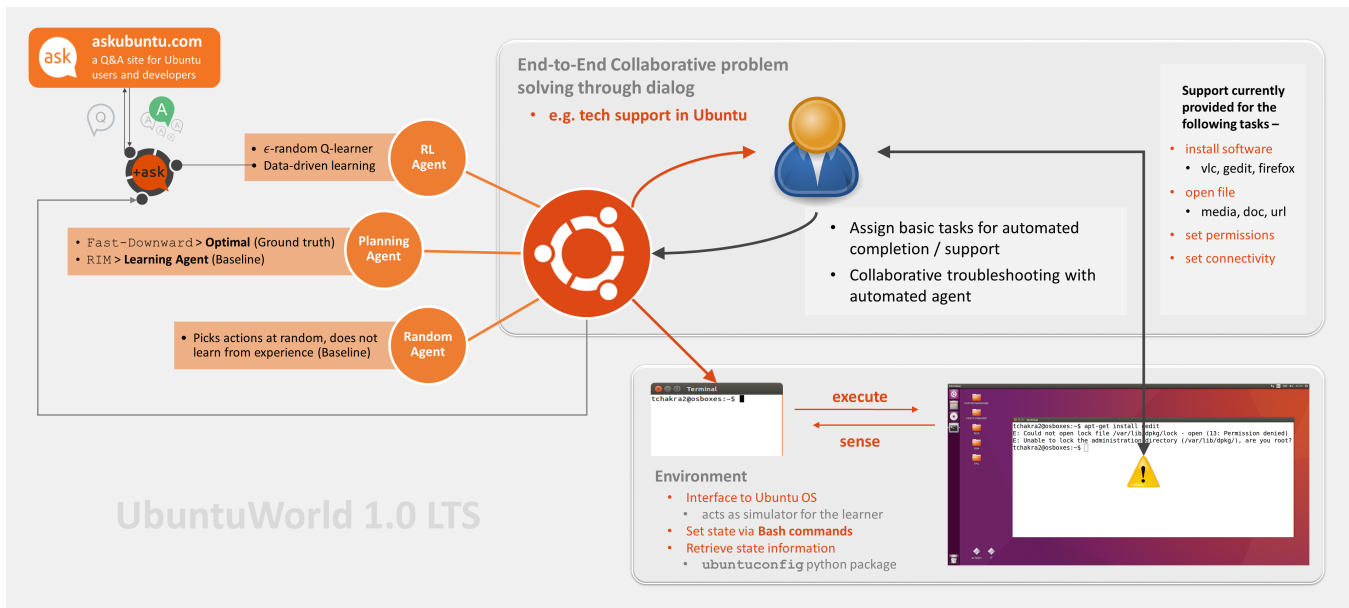 ask
askubuntu.com
a Q&A site for Ubuntu
users and developers
Q
A
A
A
A
A
+ask
• ϵ-random Q-learner
• Data-driven learning
RL
Agent
• Fast-Downward > Optimal (Ground truth)
• RIM > Learning Agent (Baseline)
Planning
Agent
• Picks actions at random, does not
learn from experience (Baseline)
Random
Agent
UbuntuWorld 1.0 LTS
End-to-End Collaborative problem
solving through dialog
• e.g. tech support in Ubuntu
• Assign basic tasks for automated
completion / support
• Collaborative troubleshooting with
automated agent
Support currently
provided for the
following tasks –
• install software
• vlc, gedit, firefox
• open file
• media, doc, url
• set permissions
• set connectivity
Terminal
tchakra2@osboxes:~$
execute
sense
Environment
• Interface to Ubuntu OS
• acts as simulator for the learner
• Set state via Bash commands
• Retrieve state information
• ubuntuconfig python package
Terminal
tchakra2@osboxes:~$ apt-get install gedit
E: Could not open lock file /var/lib/dpkg/lock - open (13: Permission denied)
E: Unable to lock the administration directory (/var/lib/dpkg/), are you root?
tchakra2@osboxes:~$
!